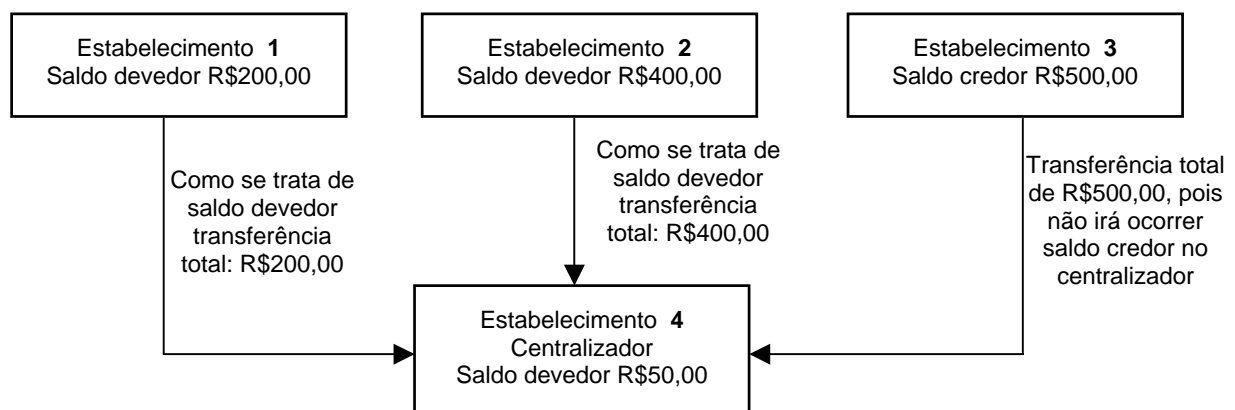 Estabelecimento 1
Saldo devedor R$200,00
Estabelecimento 2
Saldo devedor R$400,00
Estabelecimento 3
Saldo credor R$500,00
Como se trata de
saldo devedor
transferência
total: R$200,00
Como se trata de
saldo devedor
transferência
total: R$400,00
Transferência total
de R$500,00, pois
não irá ocorrer
saldo credor no
centralizador
Estabelecimento 4
Centralizador
Saldo devedor R$50,00